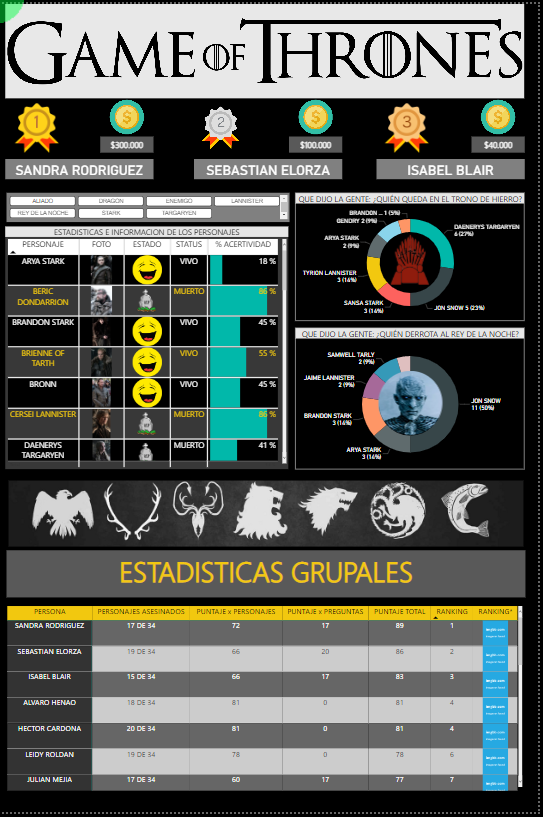 GAME OF THRONES
1 2 3
$300.000 $100.000 $40.000
SANDRA RODRIGUEZ SEBASTIAN ELORZA ISABEL BLAIR
ALIADO DRAGÓN ENEMIGO LANNISTER
REY DE LA NOCHE STARK TARGARYEN
ESTADISTICAS E INFORMACION DE LOS PERSONAJES
PERSONAJE FOTO ESTADO STATUS % ACERTIVIDAD
ARYA STARK VIVO 18 %
BERIC DONDARRION MUERTO 86 %
BRANDON STARK VIVO 45 %
BRIENNE OF TARTH VIVO 55 %
BRONN VIVO 45 %
CERSEI LANNISTER MUERTO 86 %
DAENERYS TARGARYEN MUERTO 41 %
QUE DIJO LA GENTE: ¿QUIÉN QUEDA EN EL TRONO DE HIERRO?
BRANDON ... 1 (5%)
GENDRY 2 (9%)
DAENERYS TARGARYEN
6 (27%)
ARYA STARK
2 (9%)
TYRION LANNISTER
3 (14%)
SANSA STARK
3 (14%)
JON SNOW 5 (23%)
QUE DIJO LA GENTE: ¿QUIÉN DERROTA AL REY DE LA NOCHE?
SAMWELL TARLY
2 (9%)
JAIME LANNISTER
2 (9%)
JON SNOW
11 (50%)
BRANDON STARK
3 (14%)
ARYA STARK
3 (14%)
ESTADISTICAS GRUPALES
PERSONA PERSONAJES ASESINADOS PUNTAJE x PERSONAJES PUNTAJE x PREGUNTAS PUNTAJE TOTAL RANKING RANKING*
SANDRA RODRIGUEZ 17 DE 34 72 17 89 1
SEBASTIAN ELORZA 19 DE 34 66 20 86 2
ISABEL BLAIR 15 DE 34 66 17 83 3
ALVARO HENAO 18 DE 34 81 0 81 4
HECTOR CARDONA 20 DE 34 81 0 81 4
LEIDY ROLDAN 19 DE 34 78 0 78 6
JULIAN MEJIA 17 DE 34 60 17 77 7